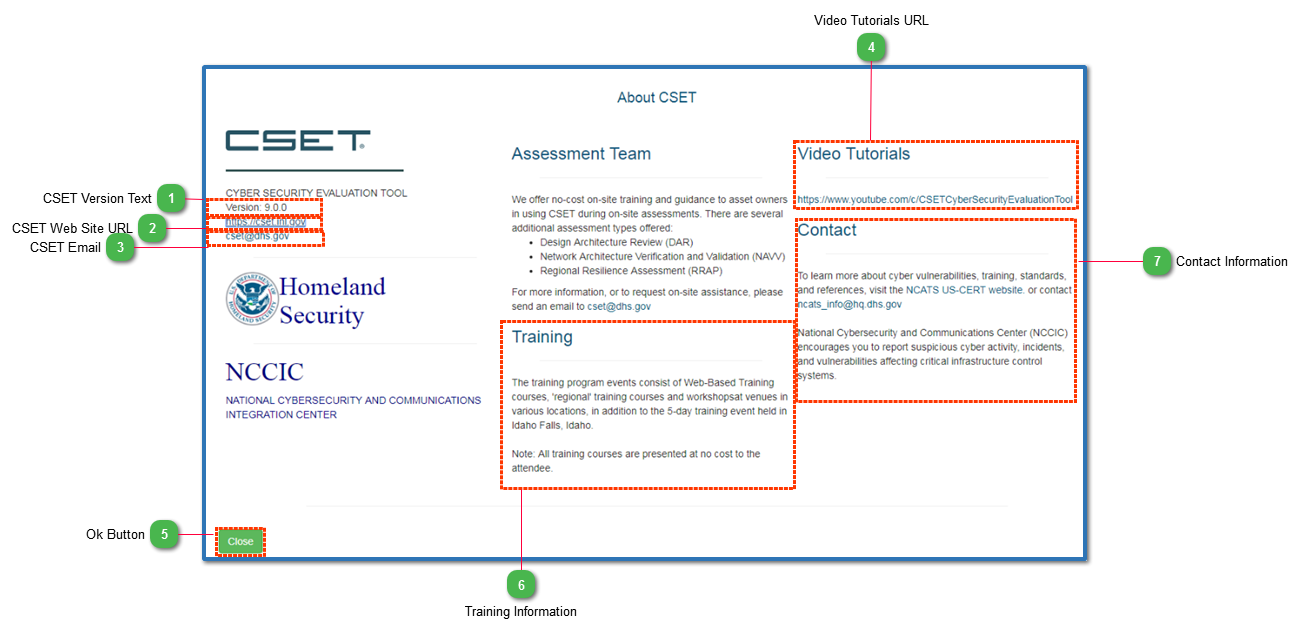 Video Tutorials URL
4
About CSET
CSET
CYBER SECURITY EVALUATION TOOL
CSET Version Text 1
Version: 9.0.0
CSET Web Site URL 2
https://cset.inl.gov
CSET Email 3
cset@dhs.gov
Homeland
Security
NCCIC
NATIONAL CYBERSECURITY AND COMMUNICATIONS
INTEGRATION CENTER
Assessment Team
We offer no-cost on-site training and guidance to asset owners
in using CSET during on-site assessments. There are several
additional assessment types offered:
• Design Architecture Review (DAR)
• Network Architecture Verification and Validation (NAVV)
• Regional Resilience Assessment (RRAP)
For more information, or to request on-site assistance, please
send an email to cset@dhs.gov
Training
The training program events consist of Web-Based Training
courses, 'regional' training courses and workshopsat venues in
various locations, in addition to the 5-day training event held in
Idaho Falls, Idaho.
Note: All training courses are presented at no cost to the
attendee.
Video Tutorials
https://www.youtube.com/c/CSETCyberSecurityEvaluationTool
Contact
7 Contact Information
To learn more about cyber vulnerabilities, training, standards,
and references, visit the NCATS US-CERT website. or contact
ncats_info@hq.dhs.gov
National Cybersecurity and Communications Center (NCCIC)
encourages you to report suspicious cyber activity, incidents,
and vulnerabilities affecting critical infrastructure control
systems.
Ok Button 5
Close
6
Training Information